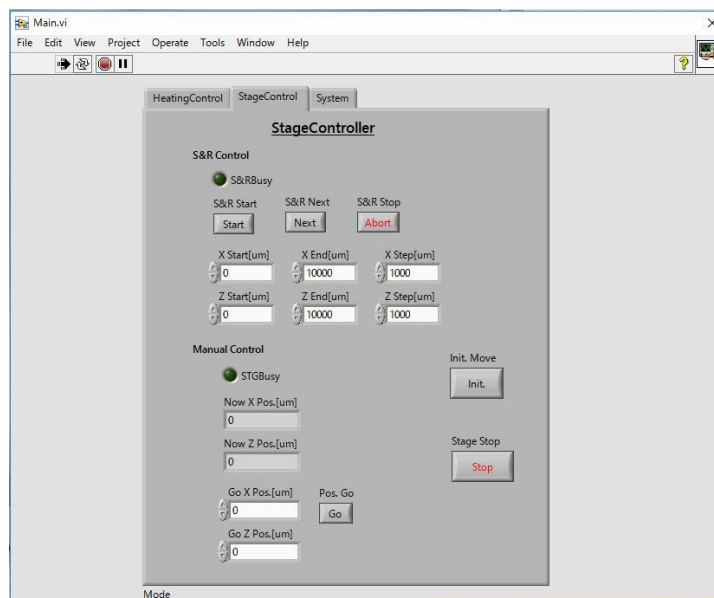 Main.vi
File Edit View Project Operate Tools Window Help
HeatingControl StageControl System
StageController
S&R Control
S&RBusy
S&R Start S&R Next S&R Stop
Start Next Abort
X Start[um] X End[um] X Step[um]
0 10000 1000
Z Start[um] Z End[um] Z Step[um]
0 10000 1000
Manual Control
Init. Move
STGBusy
Init.
Now X Pos.[um]
0
Now Z Pos.[um]
Stage Stop
0
Stop
Go X Pos.[um] Pos. Go
0 Go
Go Z Pos.[um]
0
Mode